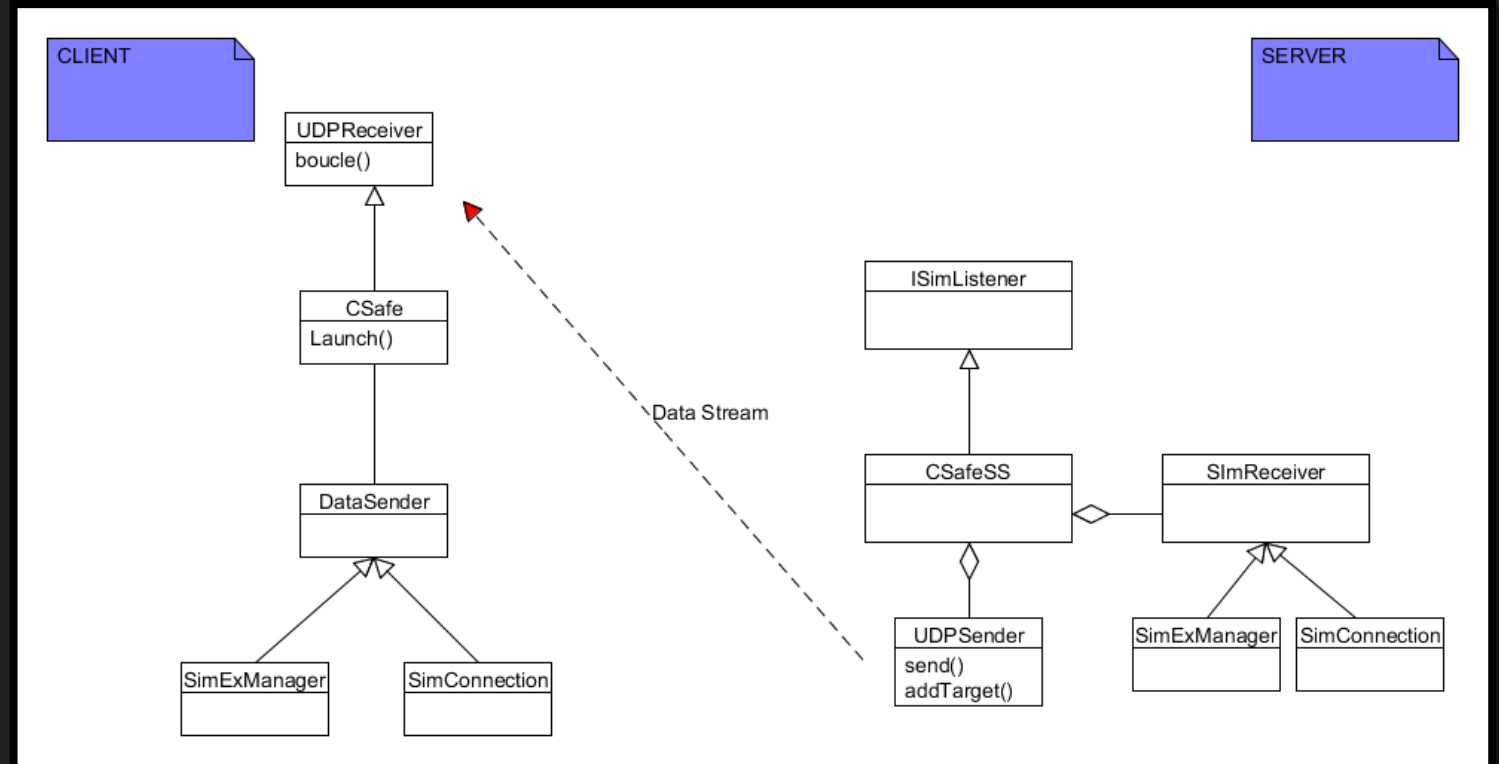 CLIENT
SERVER
UDPReceiver
boucle()
ISimListener
CSafe
Launch()
Data Stream
CSafeSS
SImReceiver
DataSender
UDPSender
send()
addTarget()
SimExManager
SimConnection
SimExManager
SimConnection